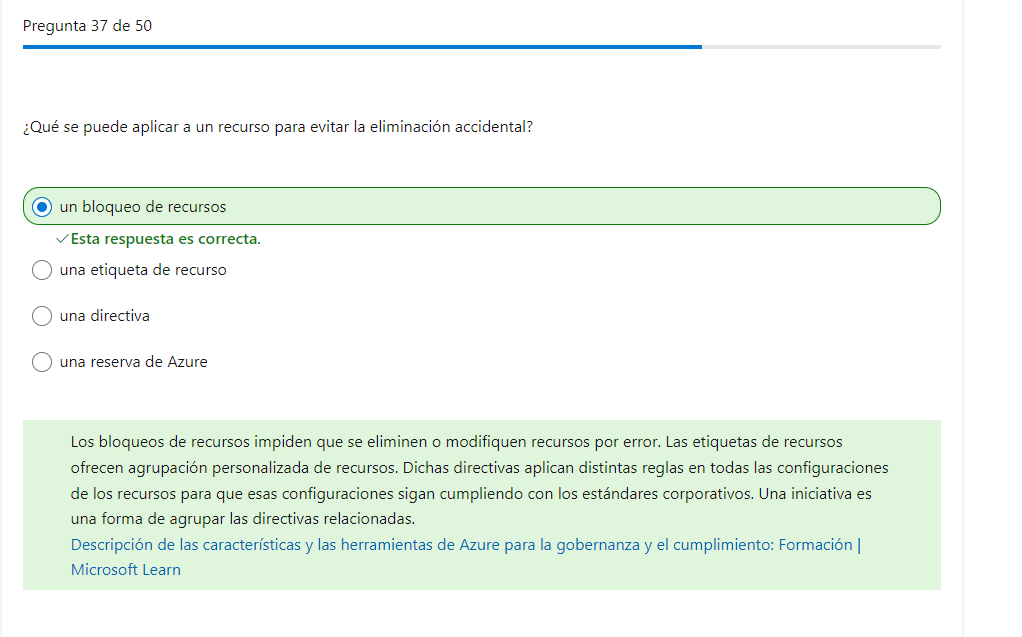 Pregunta 37 de 50
¿Qué se puede aplicar a un recurso para evitar la eliminación accidental?
un bloqueo de recursos
Esta respuesta es correcta.
una etiqueta de recurso
una directiva
una reserva de Azure
Los bloqueos de recursos impiden que se eliminen o modifiquen recursos por error. Las etiquetas de recursos
ofrecen agrupación personalizada de recursos. Dichas directivas aplican distintas reglas en todas las configuraciones
de los recursos para que esas configuraciones sigan cumpliendo con los estándares corporativos. Una iniciativa es
una forma de agrupar las directivas relacionadas.
Descripción de las características y las herramientas de Azure para la gobernanza y el cumplimiento: Formación |
Microsoft Learn